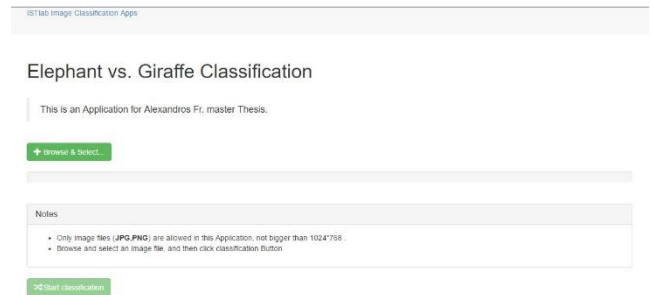 ISTlab Image Classification Apps
Elephant vs. Giraffe Classification
This is an Application for Alexandros Fr. master Thesis.
Browse & Select...
Notes
Only image files (JPG,PNG) are allowed in this Application, not bigger than 1024*768 .
Browse and select an image file, and then click classification Button
Start classification